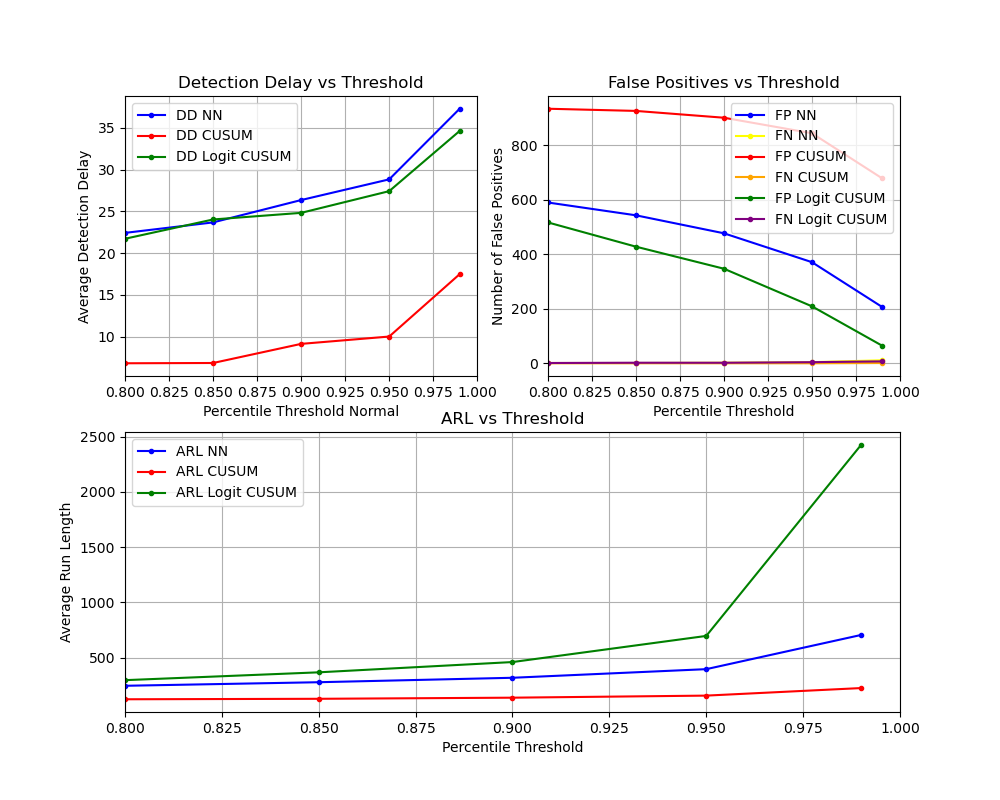 Detection Delay vs Threshold
DD NN
DD CUSUM
DD Logit CUSUM
Average Detection Delay
35
30
25
20
15
10
0.800 0.825 0.850 0.875 0.900 0.925 0.950 0.975 1.000
Percentile Threshold Normal
False Positives vs Threshold
FP NN
FN NN
FP CUSUM
FN CUSUM
FP Logit CUSUM
FN Logit CUSUM
Number of False Positives
800
600
400
200
0
0.800 0.825 0.850 0.875 0.900 0.925 0.950 0.975 1.000
Percentile Threshold
ARL vs Threshold
ARL NN
ARL CUSUM
ARL Logit CUSUM
Average Run Length
2500
2000
1500
1000
500
0.800 0.825 0.850 0.875 0.900 0.925 0.950 0.975 1.000
Percentile Threshold